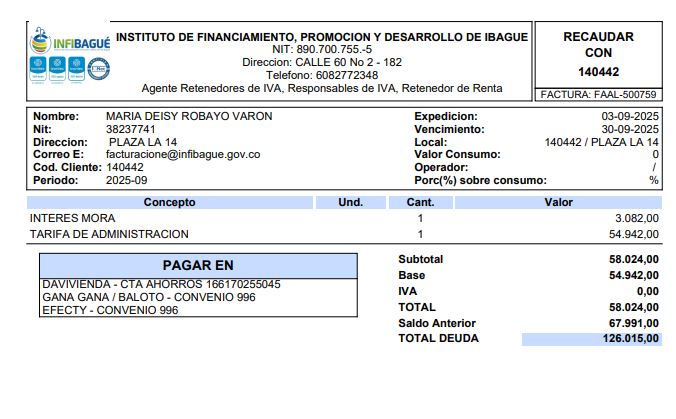 INFIBAGUÉ
INSTITUTO DE FINANCIAMIENTO, PROMOCION Y DESARROLLO DE IBAGUE
NIT: 890.700.755.-5
Direccion: CALLE 60 No 2 - 182
Telefono: 6082772348
Agente Retenedores de IVA, Responsables de IVA, Retenedor de Renta
RECAUDAR
CON
140442
FACTURA: FAAL-500759
Nombre: MARIA DEISY ROBAYO VARON
Nit: 38237741
Direccion: PLAZA LA 14
Correo E: facturacione@infibague.gov.co
Cod. Cliente: 140442
Periodo: 2025-09
Expedicion: 03-09-2025
Vencimiento: 30-09-2025
Local: 140442 / PLAZA LA 14
Valor Consumo: 0
Operador: /
Porc(%) sobre consumo: %
Concepto Und. Cant. Valor
INTERES MORA 1 3.082,00
TARIFA DE ADMINISTRACION 1 54.942,00
PAGAR EN
DAVIVIENDA - CTA AHORROS 166170255045
GANA GANA / BALOTO - CONVENIO 996
EFECTY - CONVENIO 996
Subtotal 58.024,00
Base 54.942,00
IVA 0,00
TOTAL 58.024,00
Saldo Anterior 67.991,00
TOTAL DEUDA 126.015,00